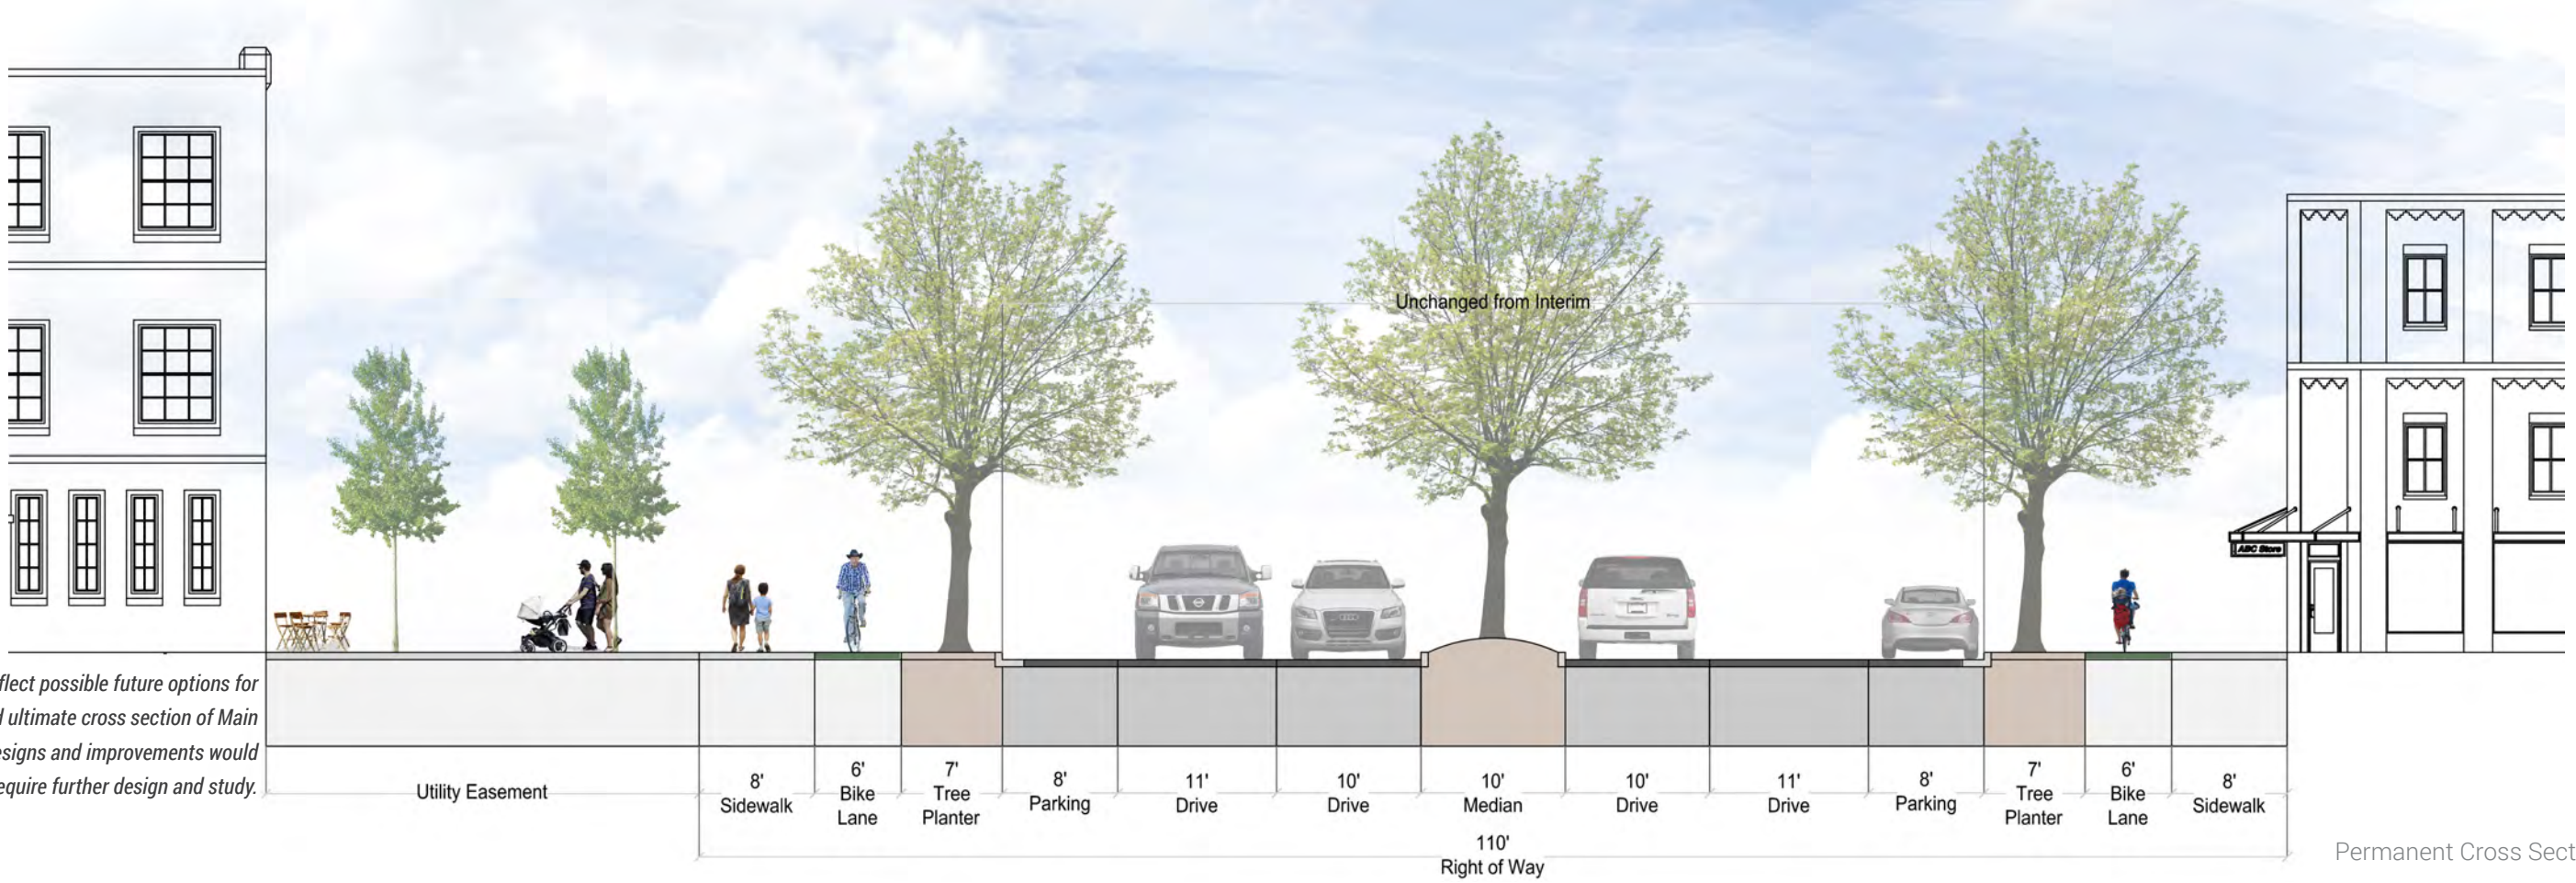 Unchanged from Interim
ABC Store
flect possible future options for
ultimate cross section of Main
esigns and improvements would
equire further design and study.
Utility Easement
8'
Sidewalk
6'
Bike
Lane
7'
Tree
Planter
8'
Parking
11'
Drive
10'
Drive
10'
Median
10'
Drive
11'
Drive
8'
Parking
7'
Tree
Planter
6'
Bike
Lane
8'
Sidewalk
110'
Right of Way
Permanent Cross Sect